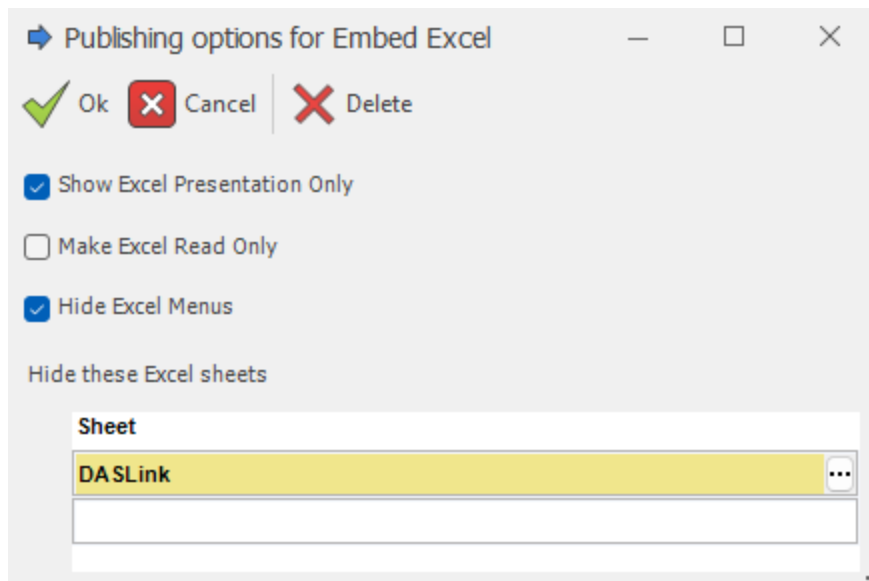 Publishing options for Embed Excel
Ok Cancel Delete
Show Excel Presentation Only
Make Excel Read Only
Hide Excel Menus
Hide these Excel sheets
Sheet
DASLink ...